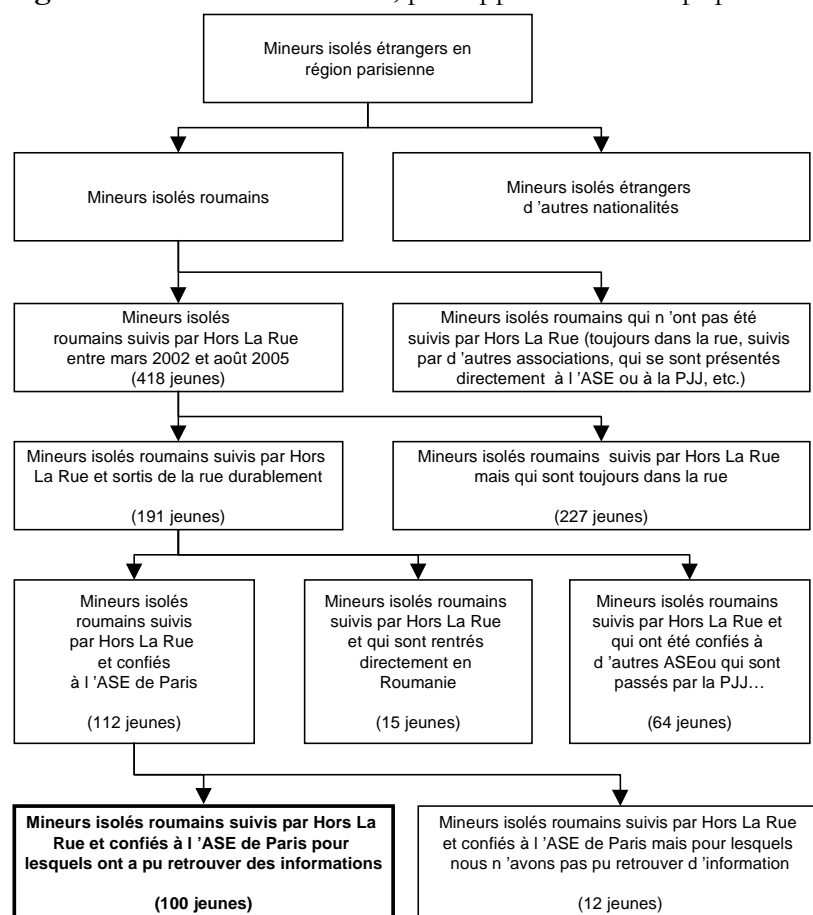 Mineurs isolés étrangers en
région parisienne
Mineurs isolés roumains
Mineurs isolés étrangers
d 'autres nationalités
Mineurs isolés
roumains suivis par Hors La Rue
entre mars 2002 et août 2005
(418 jeunes)
Mineurs isolés roumains qui n 'ont pas été
suivis par Hors La Rue (toujours dans la rue, suivis
par d 'autres associations, qui se sont présentés
directement à l 'ASE ou à la PJJ, etc.)
Mineurs isolés roumains suivis par Hors
La Rue et sortis de la rue durablement
(191 jeunes)
Mineurs isolés roumains suivis par Hors La Rue
mais qui sont toujours dans la rue
(227 jeunes)
Mineurs isolés
roumains suivis
par Hors La Rue
et confiés
à l 'ASE de Paris
(112 jeunes)
Mineurs isolés roumains
suivis par Hors La Rue
et qui sont rentrés
directement en
Roumanie
(15 jeunes)
Mineurs isolés roumains
suivis par Hors La Rue et
qui ont été confiés à
d 'autres ASEou qui sont
passés par la PJJ…
(64 jeunes)
Mineurs isolés roumains suivis par Hors La
Rue et confiés à l 'ASE de Paris pour
lesquels ont a pu retrouver des informations
(100 jeunes)
Mineurs isolés roumains suivis par Hors La Rue
et confiés à l 'ASE de Paris mais pour lesquels
nous n 'avons pas pu retrouver d 'information
(12 jeunes)